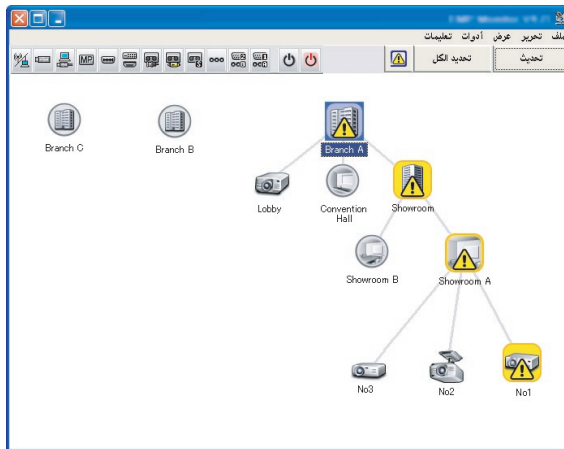 ملف تحرير عرض أدوات تعليمات
تحديث
تحديد الكل
MP
Branch C
Branch B
Branch A
Lobby
Convention
Hall
Showroom
Showroom B
Showroom A
No3
No2
No1